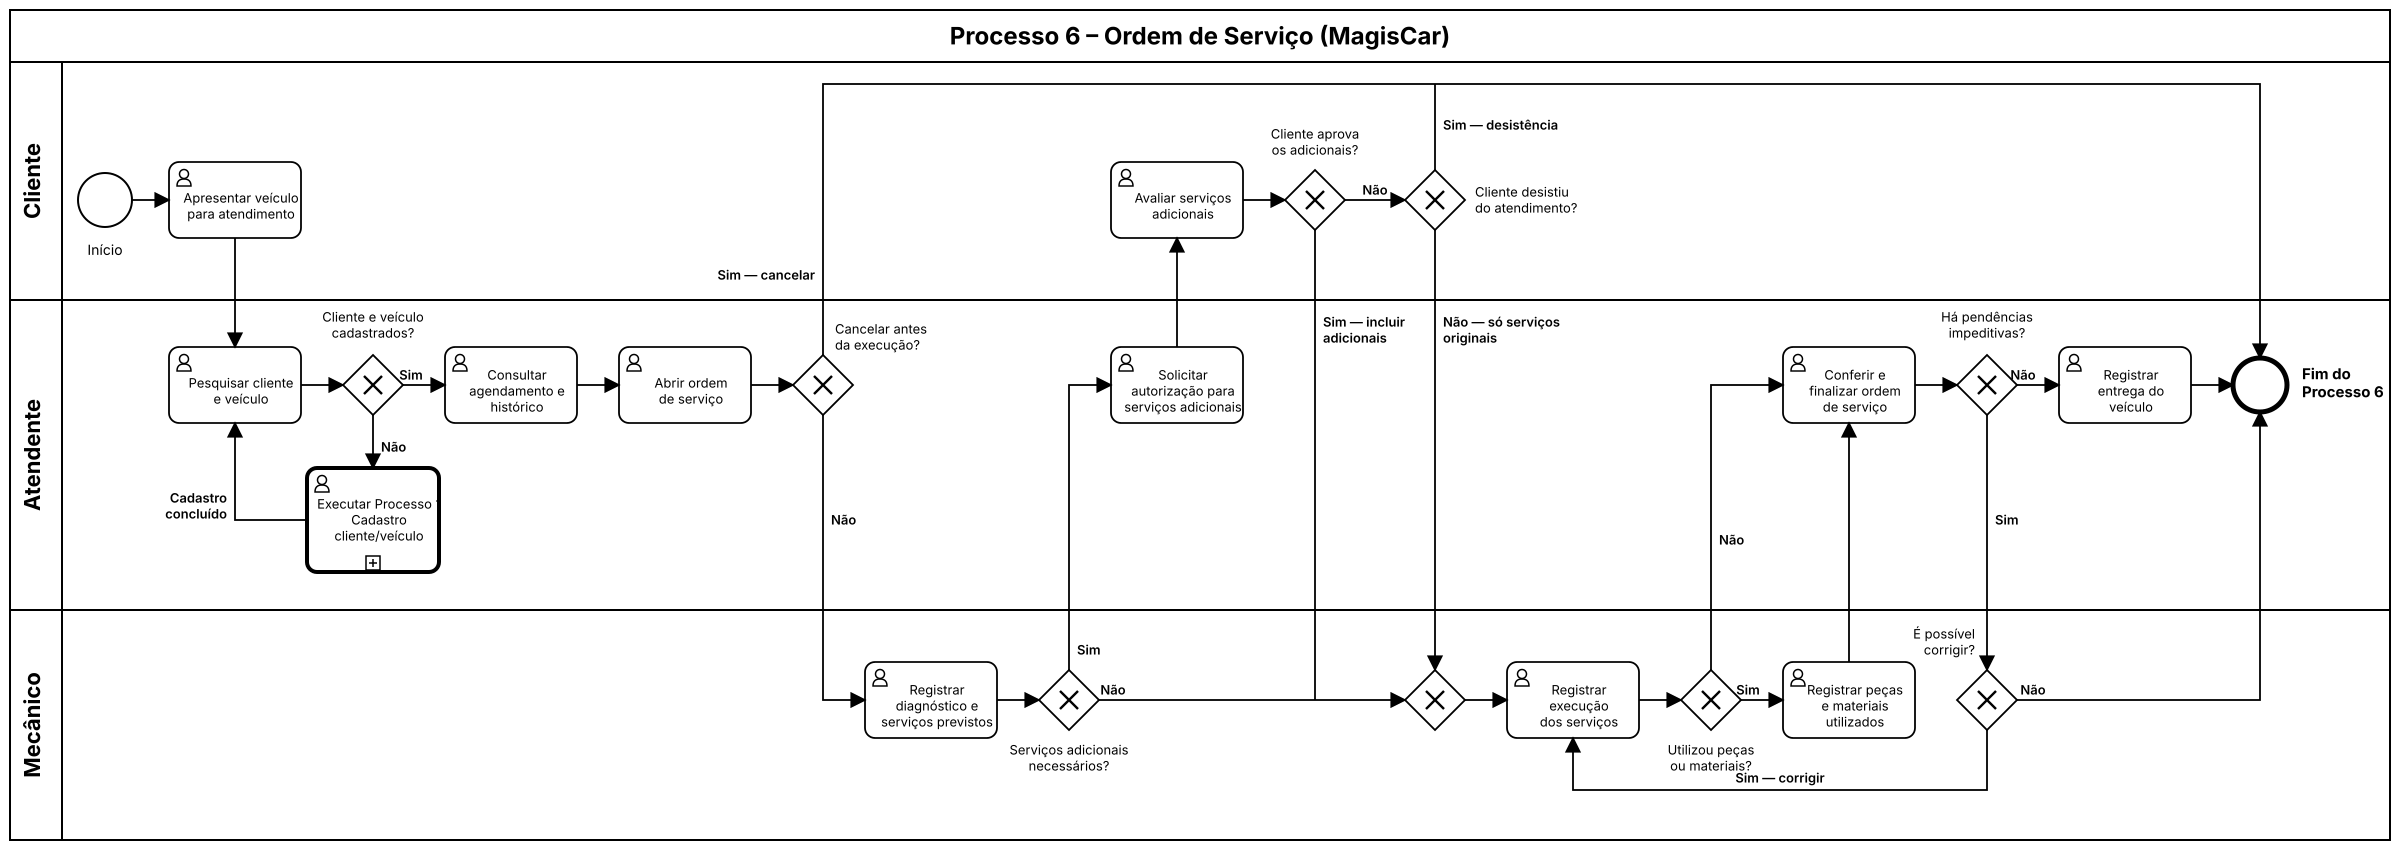 Processo 6 – Ordem de Serviço (MagisCar)
Cliente
Início
Apresentar veículo
para atendimento
Sim — cancelar
Avaliar serviços
adicionais
Cliente aprova
os adicionais?
Não
Sim — desistência
Cliente desistiu
do atendimento?
Atendente
Pesquisar cliente
e veículo
Cliente e veículo
cadastrados?
Sim
Não
Cadastro
concluído
Executar Processo
Cadastro
cliente/veículo
Consultar
agendamento e
histórico
Abrir ordem
de serviço
Cancelar antes
da execução?
Não
Solicitar
autorização para
serviços adicionais
Sim — incluir
adicionais
Não — só serviços
originais
Não
Conferir e
finalizar ordem
de serviço
Há pendências
impeditivas?
Não
Sim
Registrar
entrega do
veículo
Fim do
Processo 6
Mecânico
Registrar
diagnóstico e
serviços previstos
Sim
Não
Serviços adicionais
necessários?
Registrar
execução
dos serviços
Sim
Utilizou peças
ou materiais?
Registrar peças
e materiais
utilizados
É possível
corrigir?
Não
Sim — corrigir